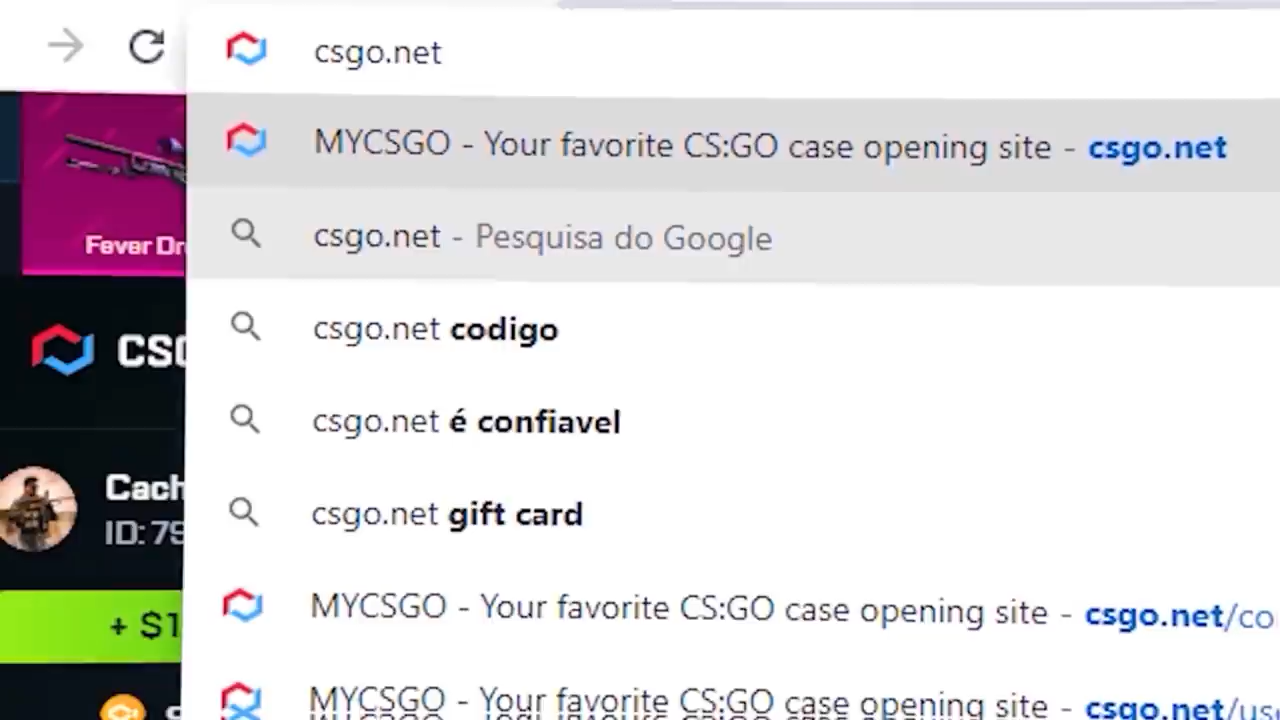 csgo.net
MYCSGO - Your favorite CS:GO case opening site - csgo.net
csgo.net - Pesquisa do Google
Fever Dr
csgo.net codigo
CSG
csgo.net é confiavel
Cach
ID: 79
csgo.net gift card
MYCSGO - Your favorite CS:GO case opening site - csgo.net/co
+ $1
MYCSGO - Your favorite CS:GO case opening site - csgo.net/use